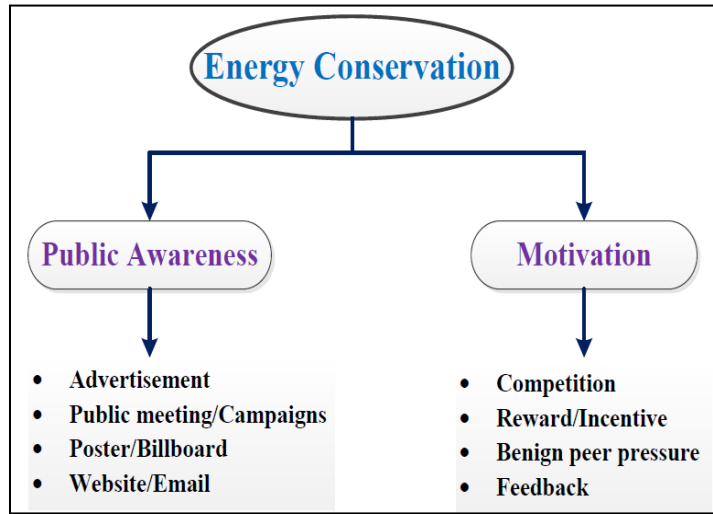 Energy Conservation
Public Awareness
Motivation
• Advertisement
• Public meeting/Campaigns
• Poster/Billboard
• Website/Email
• Competition
• Reward/Incentive
• Benign peer pressure
• Feedback